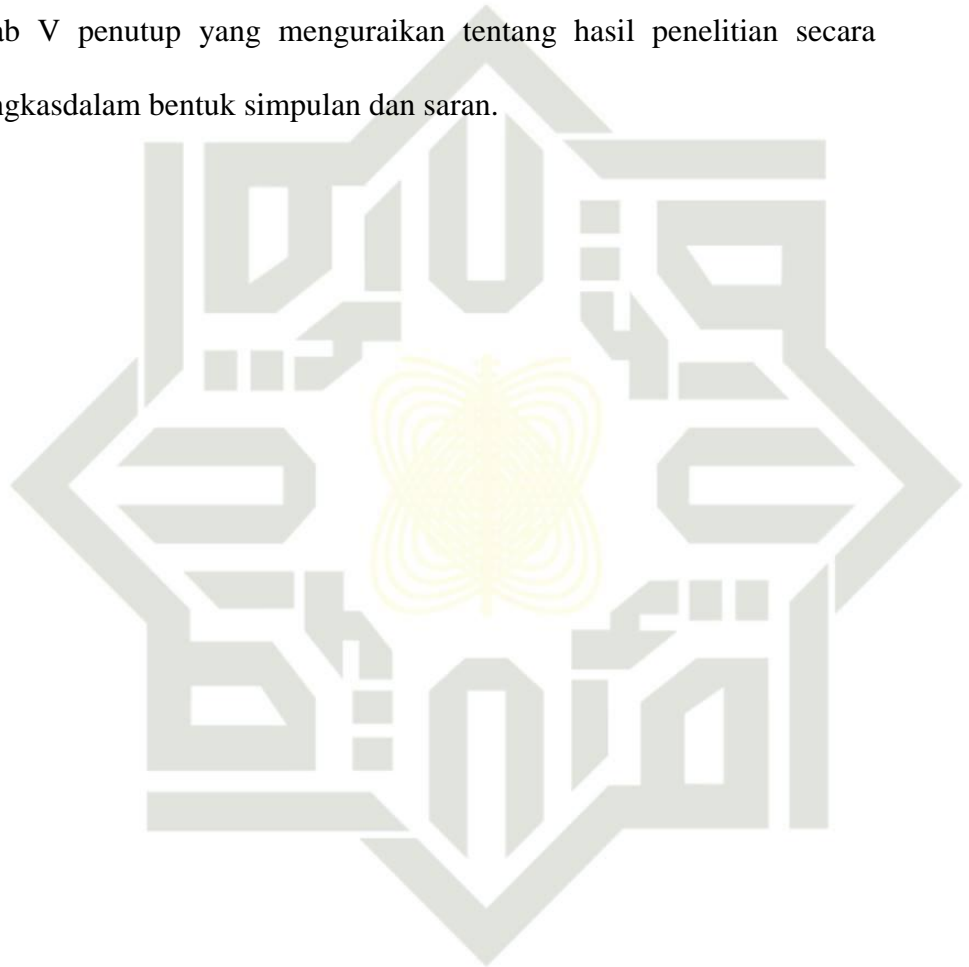 ab V penutup yang menguraikan tentang hasil penelitian secara
ngkasdalam bentuk simpulan dan saran.